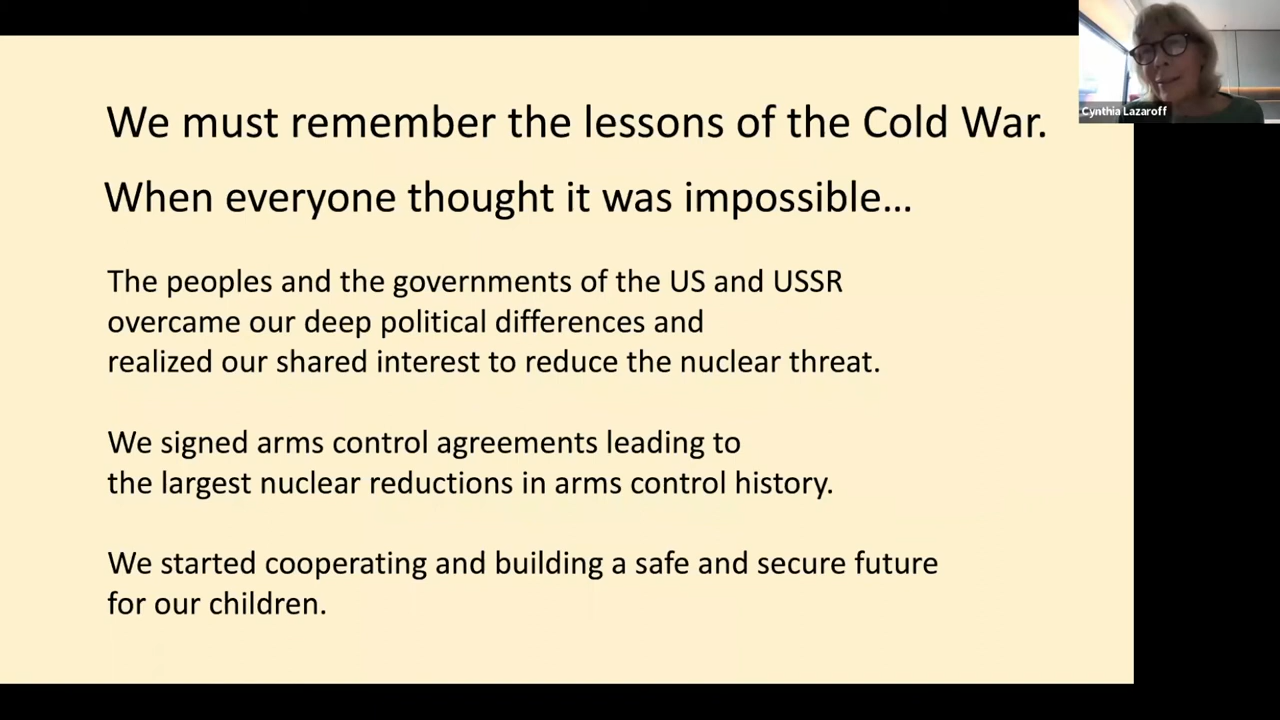 We must remember the lessons of the Cold War.
When everyone thought it was impossible…
The peoples and the governments of the US and USSR
overcame our deep political differences and
realized our shared interest to reduce the nuclear threat.
We signed arms control agreements leading to
the largest nuclear reductions in arms control history.
We started cooperating and building a safe and secure future
for our children.
Cynthia Lazaroff